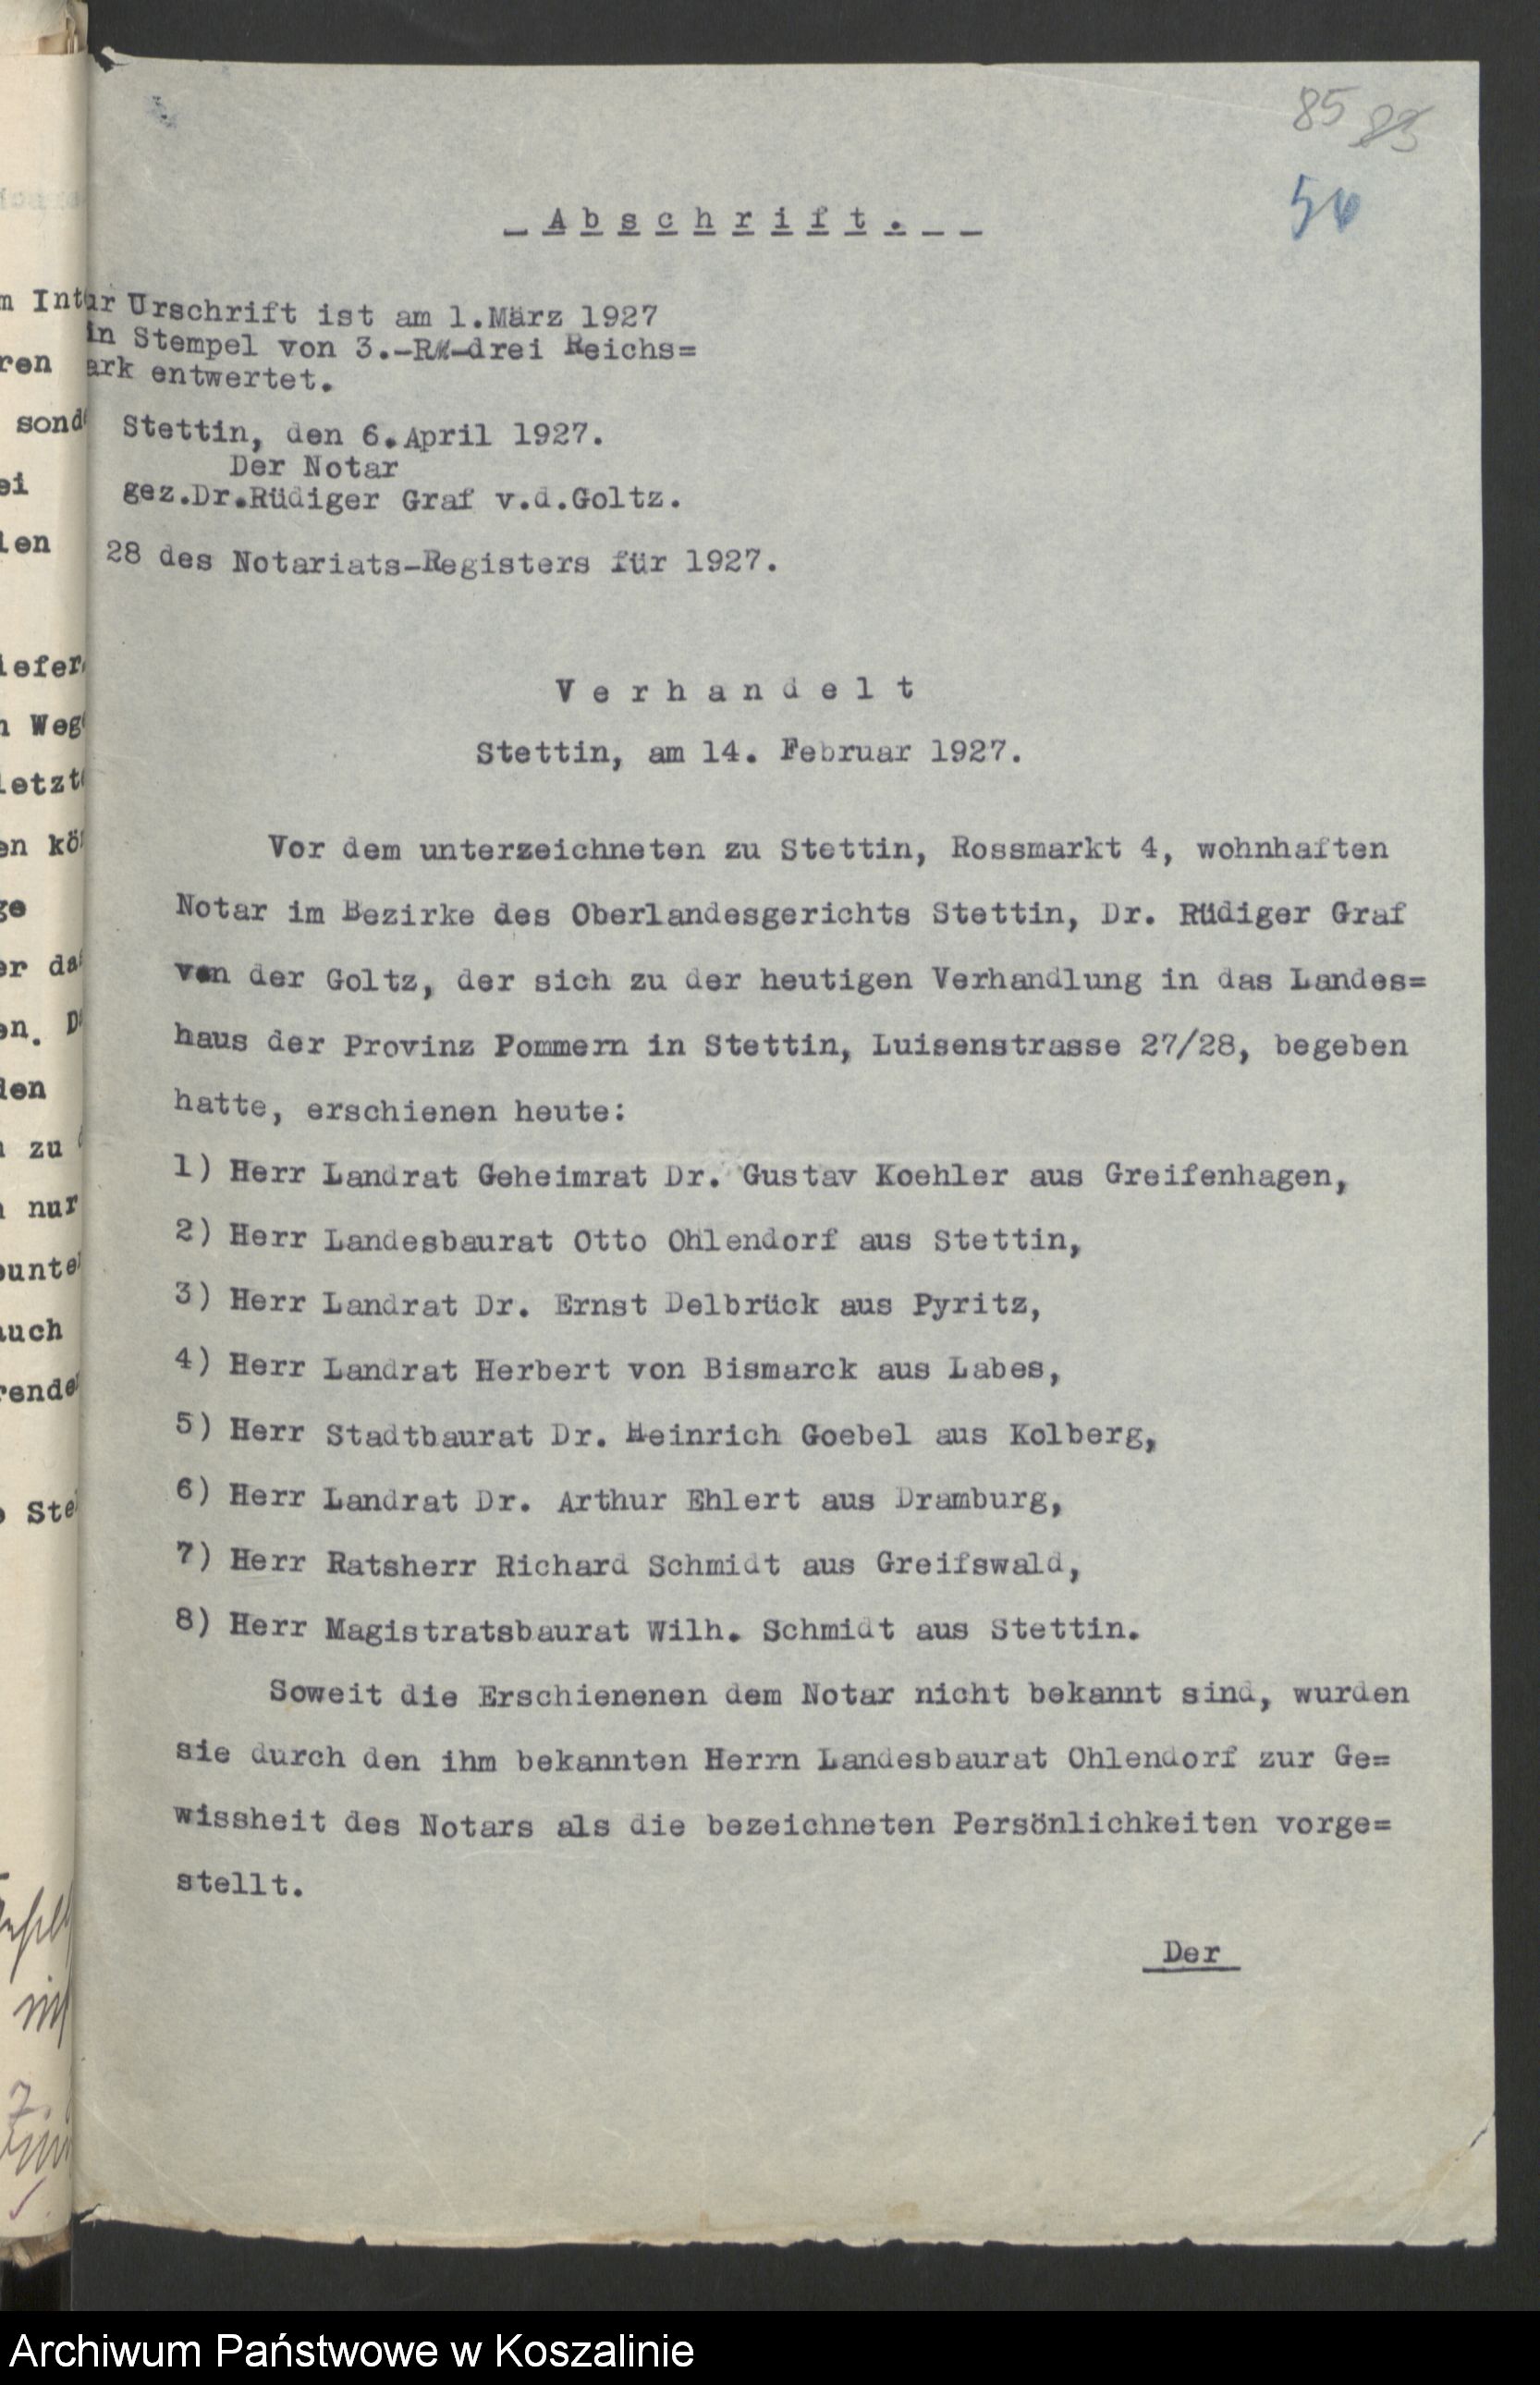 85 83
56
_ A b s c h r i f t . _ _
ur Urschrift ist am 1.März 1927
in Stempel von 3.-RM-drei Reichs=
ark entwertet.
Stettin, den 6.April 1927.
Der Notar
gez.Dr.Rüdiger Graf v.d.Goltz.
28 des Notariats-Registers für 1927.
V e r h a n d e l t
Stettin, am 14. Februar 1927.
Vor dem unterzeichneten zu Stettin, Rossmarkt 4, wohnhaften
Notar im Bezirke des Oberlandesgerichts Stettin, Dr. Rüdiger Graf
von der Goltz, der sich zu der heutigen Verhandlung in das Landes=
haus der Provinz Pommern in Stettin, Luisenstrasse 27/28, begeben
hatte, erschienen heute:
1) Herr Landrat Geheimrat Dr. Gustav Koehler aus Greifenhagen,
2) Herr Landesbaurat Otto Ohlendorf aus Stettin,
3) Herr Landrat Dr. Ernst Delbrück aus Pyritz,
4) Herr Landrat Herbert von Bismarck aus Labes,
5) Herr Stadtbaurat Dr. Heinrich Goebel aus Kolberg,
6) Herr Landrat Dr. Arthur Ehlert aus Dramburg,
7) Herr Ratsherr Richard Schmidt aus Greifswald,
8) Herr Magistratsbaurat Wilh. Schmidt aus Stettin.
Soweit die Erschienenen dem Notar nicht bekannt sind, wurden
sie durch den ihm bekannten Herrn Landesbaurat Ohlendorf zur Ge=
wissheit des Notars als die bezeichneten Persönlichkeiten vorge=
stellt.
Der
Archiwum Państwowe w Koszalinie